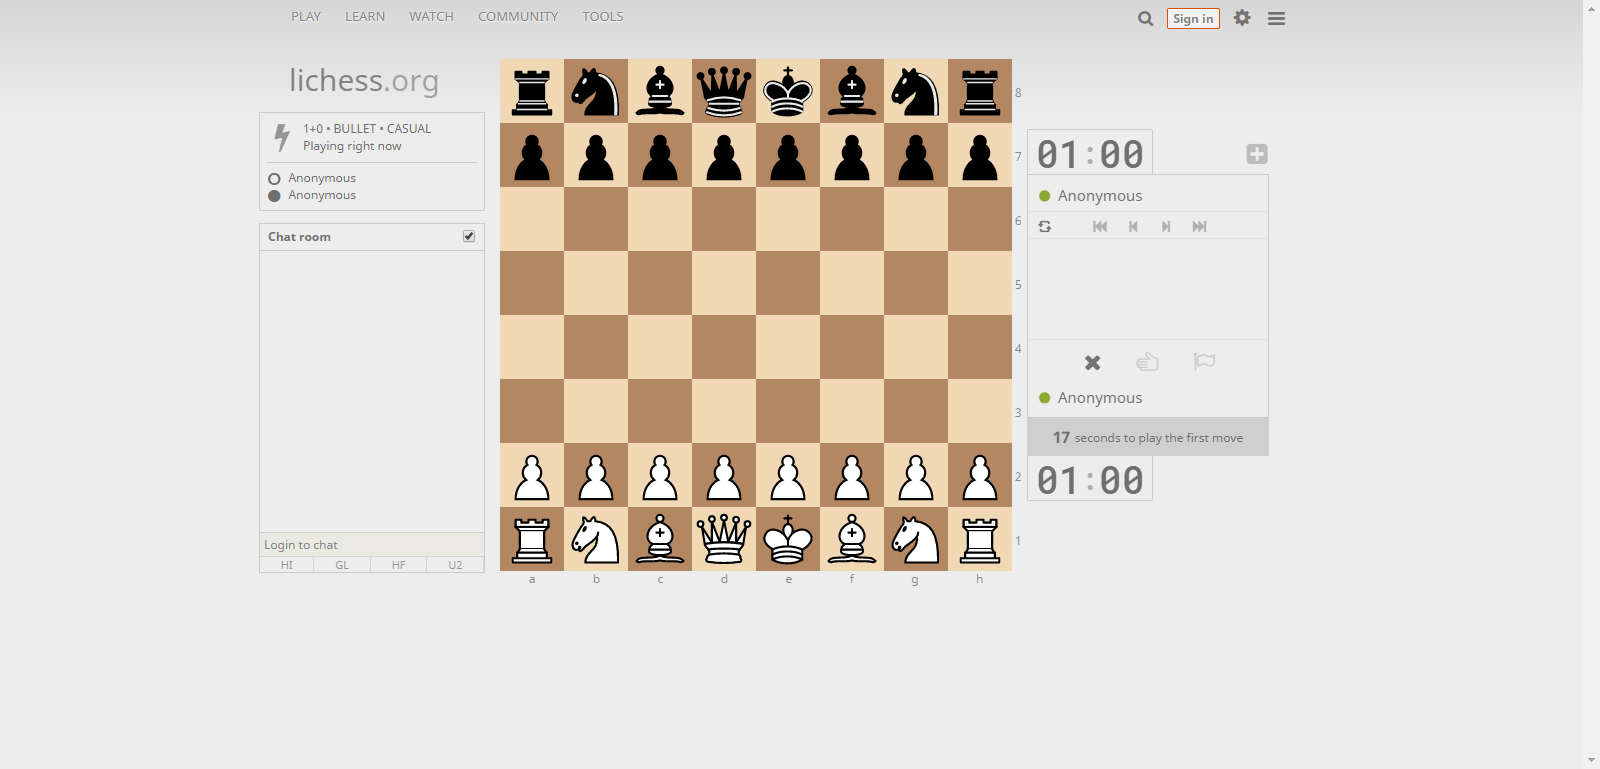 PLAY LEARN WATCH COMMUNITY TOOLS
Sign in
lichess.org
1+0 • BULLET • CASUAL
Playing right now
Anonymous
Anonymous
Chat room
Login to chat
HI GL HF U2
8
7
6
5
4
3
2
1
a b c d e f g h
01:00
Anonymous
Anonymous
17 seconds to play the first move
01:00